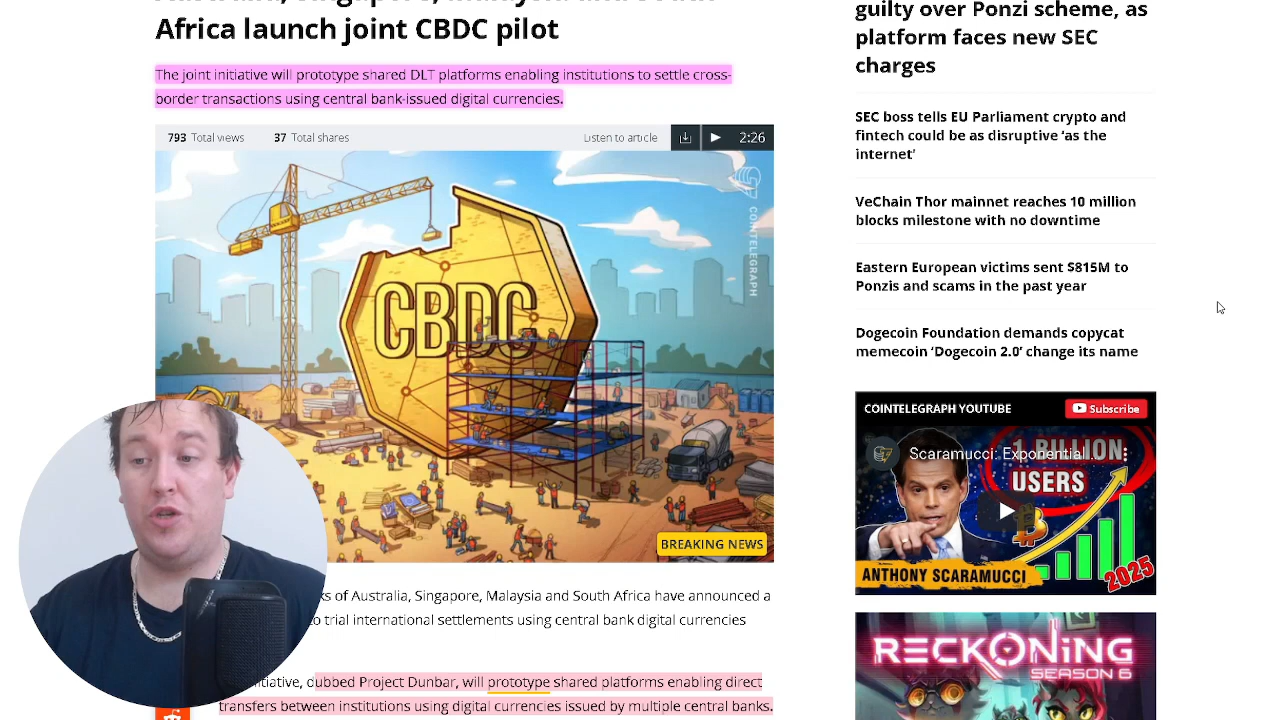 Africa launch joint CBDC pilot
The joint initiative will prototype shared DLT platforms enabling institutions to settle cross-
border transactions using central bank-issued digital currencies.
793 Total views 37 Total shares Listen to article 2:26
COINTELEGRAPH
CBDC
BREAKING NEWS
of Australia, Singapore, Malaysia and South Africa have announced a
trial international settlements using central bank digital currencies
Project Dunbar, will prototype shared platforms enabling direct
transfers between institutions using digital currencies issued by multiple central banks.
guilty over Ponzi scheme, as
platform faces new SEC
charges
SEC boss tells EU Parliament crypto and
fintech could be as disruptive ‘as the
internet’
VeChain Thor mainnet reaches 10 million
blocks milestone with no downtime
Eastern European victims sent $815M to
Ponzis and scams in the past year
Dogecoin Foundation demands copycat
memecoin ‘Dogecoin 2.0’ change its name
COINTELEGRAPH YOUTUBE Subscribe
Scaramucci: Exponential...
1 BILLION
USERS
ANTHONY SCARAMUCCI
2025
RECKONING
SEASON 6